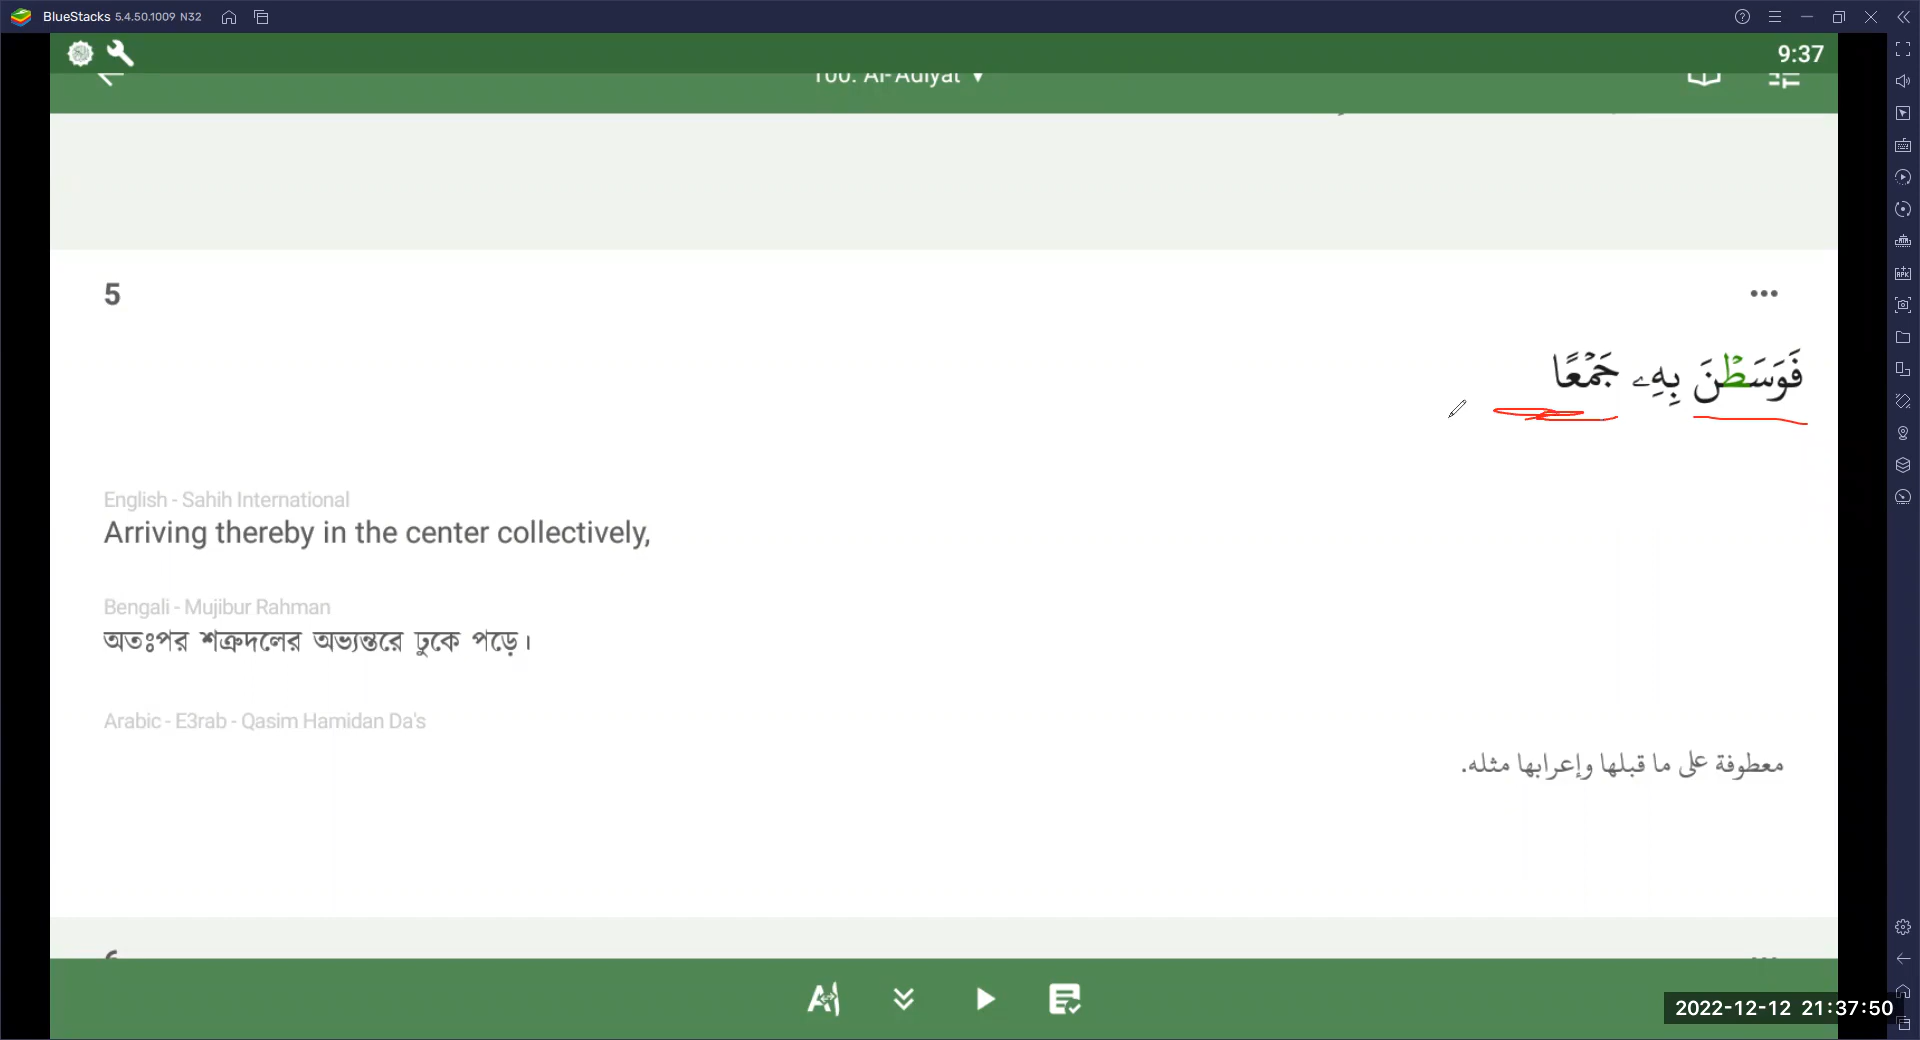 BlueStacks 5.4.50.1009 N32
9:37
100: Al-'Adiyat ▼
5
فَوَسَطْنَ بِهِۦ جَمْعًا
English - Sahih International
Arriving thereby in the center collectively,
Bengali - Mujibur Rahman
অতঃপর শত্রুদলের অভ্যন্তরে ঢুকে পড়ে।
Arabic - E3rab - Qasim Hamidan Da's
معطوفة على ما قبلها وإعرابها مثله.
2022-12-12 21:37:50